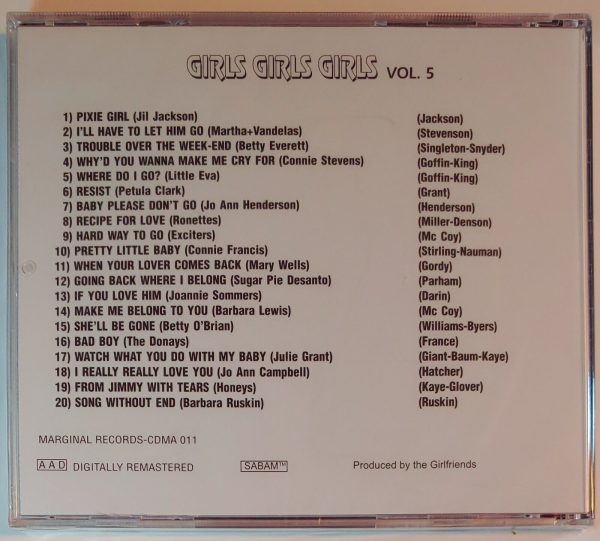 GIRLS GIRLS GIRLS VOL. 5
1) PIXIE GIRL (Jil Jackson) (Jackson)
2) I'LL HAVE TO LET HIM GO (Martha+Vandelas) (Stevenson)
3) TROUBLE OVER THE WEEK-END (Betty Everett) (Singleton-Snyder)
4) WHY'D YOU WANNA MAKE ME CRY FOR (Connie Stevens) (Goffin-King)
5) WHERE DO I GO? (Little Eva) (Goffin-King)
6) RESIST (Petula Clark) (Grant)
7) BABY PLEASE DON'T GO (Jo Ann Henderson) (Henderson)
8) RECIPE FOR LOVE (Ronettes) (Miller-Denson)
9) HARD WAY TO GO (Exciters) (Mc Coy)
10) PRETTY LITTLE BABY (Connie Francis) (Stirling-Nauman)
11) WHEN YOUR LOVER COMES BACK (Mary Wells) (Gordy)
12) GOING BACK WHERE I BELONG (Sugar Pie Desanto) (Parham)
13) IF YOU LOVE HIM (Joannie Sommers) (Darin)
14) MAKE ME BELONG TO YOU (Barbara Lewis) (Mc Coy)
15) SHE'LL BE GONE (Betty O'Brian) (Williams-Byers)
16) BAD BOY (The Donays) (France)
17) WATCH WHAT YOU DO WITH MY BABY (Julie Grant) (Giant-Baum-Kaye)
18) I REALLY REALLY LOVE YOU (Jo Ann Campbell) (Hatcher)
19) FROM JIMMY WITH TEARS (Honeys) (Kaye-Glover)
20) SONG WITHOUT END (Barbara Ruskin) (Ruskin)
MARGINAL RECORDS-CDMA 011
AAD DIGITALLY REMASTERED SABAM™ Produced by the Girlfriends